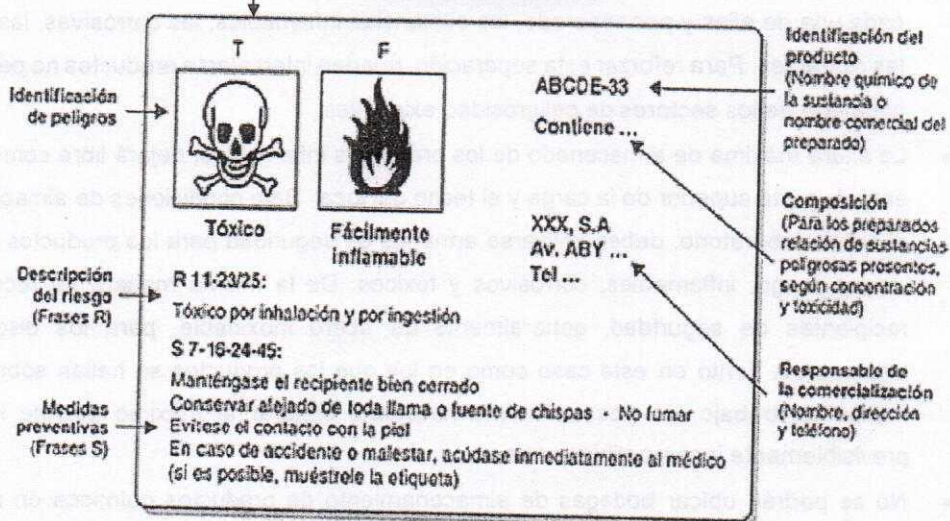 T
F
Identificación
de peligros
Tóxico
Fácilmente
inflamable
ABCDE-33
Contiene ...
XXX, S.A
Av. ABY ...
Tel ...
Descripción
del riesgo
(Frases R)
R 11-23/25:
Tóxico por inhalación y por ingestión
S 7-16-24-45:
Manténgase el recipiente bien cerrado
Conservar alejado de toda llama o fuente de chispas - No fumar
Evítese el contacto con la piel
En caso de accidente o malestar, acúdase inmediatamente al médico
(si es posible, muéstrele la etiqueta)
Medidas
preventivas
(Frases S)
Identificación del
producto
(Nombre químico de
la sustancia o
nombre comercial del
preparado)
Composición
(Para los preparados
relación de sustancias
peligrosas presentes,
según concentración
y toxicidad)
Responsable de
la comercialización
(Nombre, dirección
y teléfono)